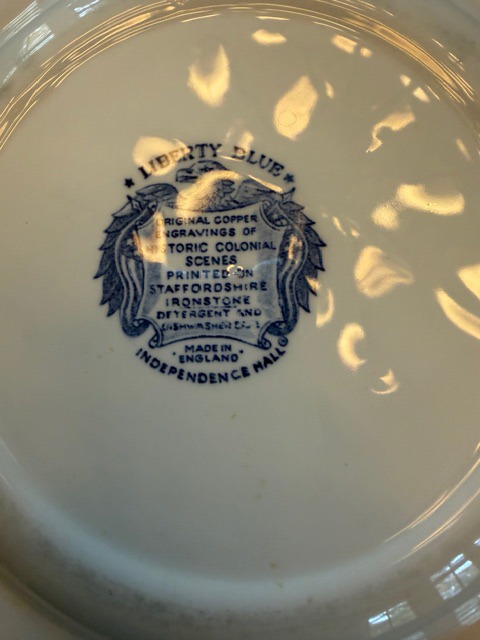 ★ LIBERTY BLUE ★
ORIGINAL COPPER
ENGRAVINGS OF
HISTORIC COLONIAL
SCENES
PRINTED ON
STAFFORDSHIRE
IRONSTONE
DETERGENT AND
· MADE IN
ENGLAND ·
INDEPENDENCE HALL ©